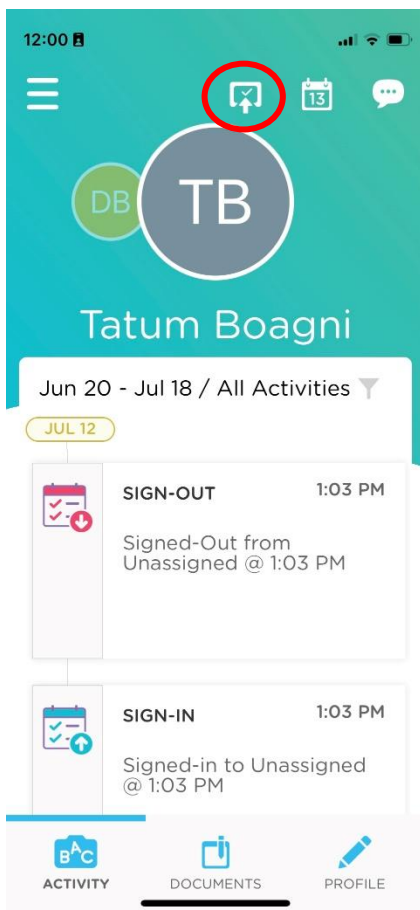 12:00
13
DB
TB
Tatum Boagni
Jun 20 - Jul 18 / All Activities
JUL 12
SIGN-OUT 1:03 PM
Signed-Out from
Unassigned @ 1:03 PM
SIGN-IN 1:03 PM
Signed-in to Unassigned
@ 1:03 PM
BAC
ACTIVITY DOCUMENTS PROFILE